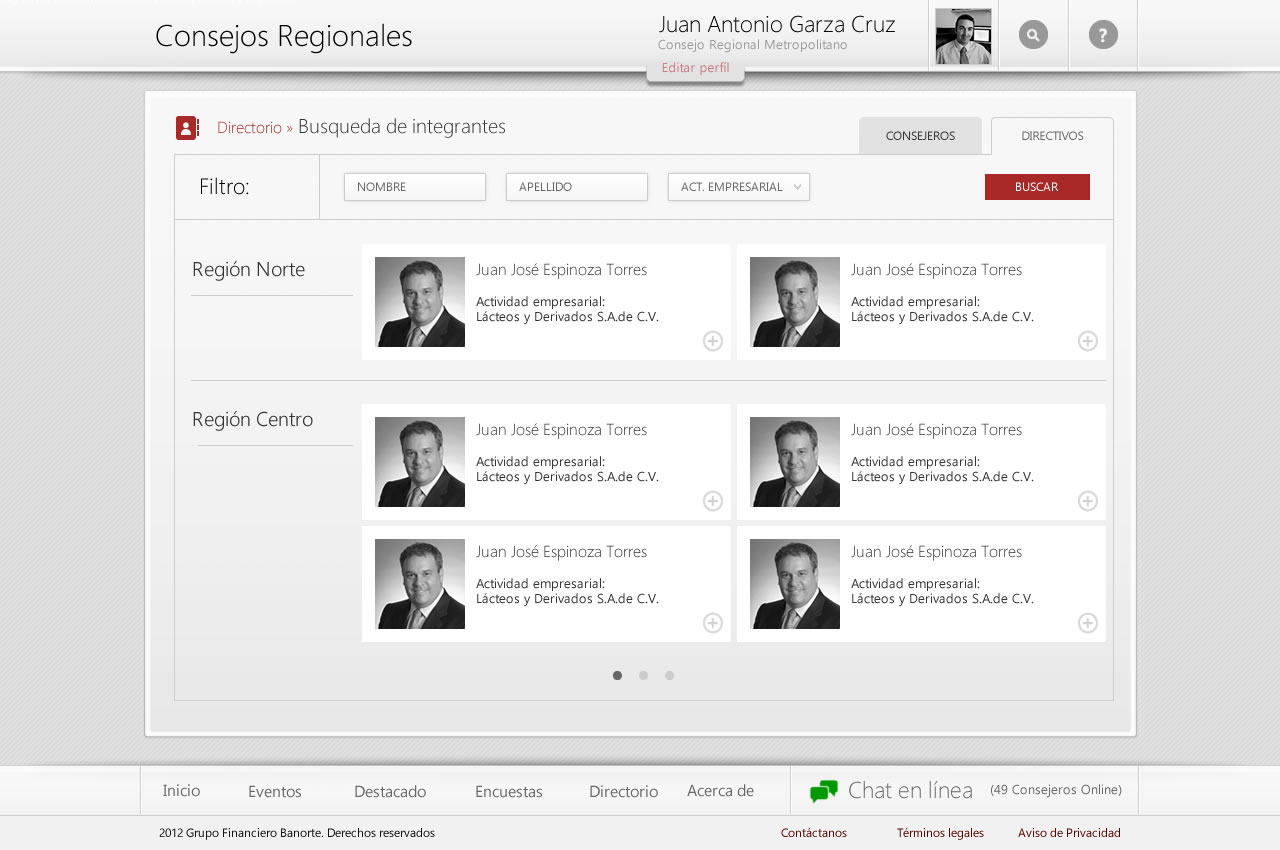 Consejos Regionales
Juan Antonio Garza Cruz
Consejo Regional Metropolitano
Editar perfil
Directorio » Busqueda de integrantes
CONSEJEROS
DIRECTIVOS
Filtro:
NOMBRE
APELLIDO
ACT. EMPRESARIAL
BUSCAR
Región Norte
Juan José Espinoza Torres
Actividad empresarial:
Lácteos y Derivados S.A.de C.V.
Juan José Espinoza Torres
Actividad empresarial:
Lácteos y Derivados S.A.de C.V.
Región Centro
Juan José Espinoza Torres
Actividad empresarial:
Lácteos y Derivados S.A.de C.V.
Juan José Espinoza Torres
Actividad empresarial:
Lácteos y Derivados S.A.de C.V.
Juan José Espinoza Torres
Actividad empresarial:
Lácteos y Derivados S.A.de C.V.
Juan José Espinoza Torres
Actividad empresarial:
Lácteos y Derivados S.A.de C.V.
Inicio
Eventos
Destacado
Encuestas
Directorio
Acerca de
Chat en línea
(49 Consejeros Online)
2012 Grupo Financiero Banorte. Derechos reservados
Contáctanos
Términos legales
Aviso de Privacidad